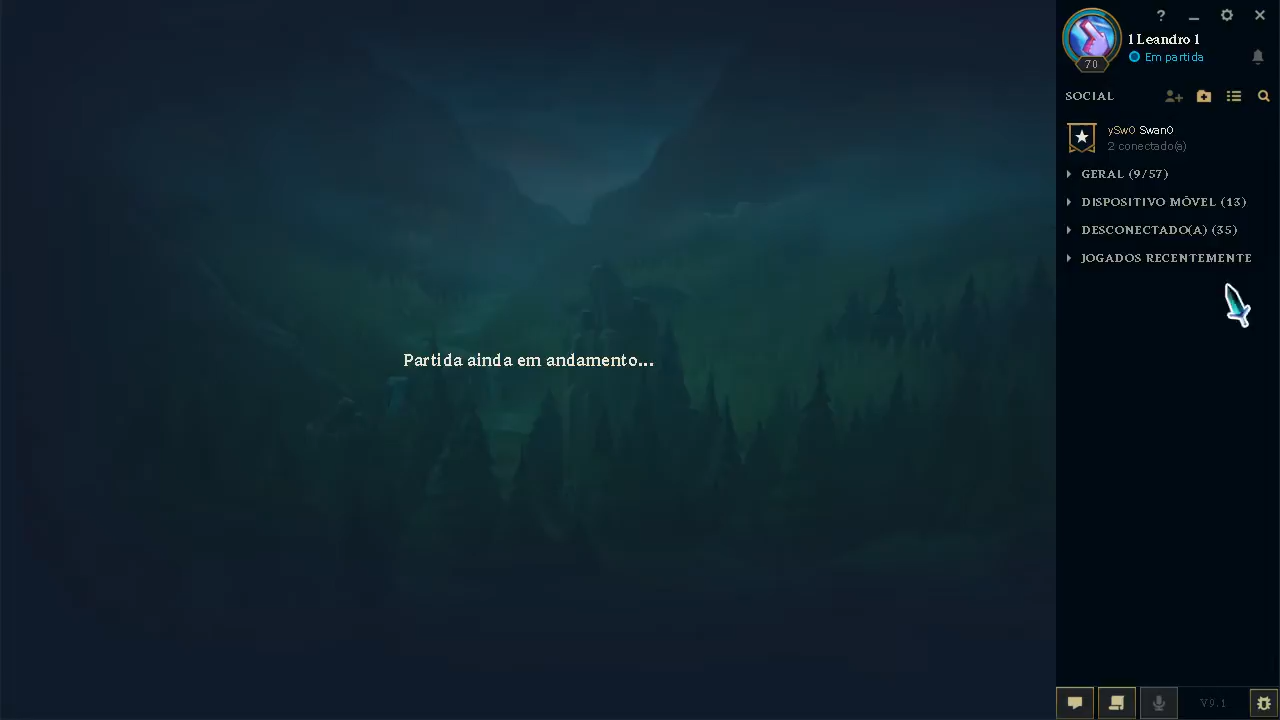 ?
1 Leandro 1
Em partida
70
SOCIAL
ySw0 Swan0
2 conectado(a)
GERAL (9/57)
DISPOSITIVO MÓVEL (13)
DESCONECTADO(A) (35)
JOGADOS RECENTEMENTE
Partida ainda em andamento...
V9.1